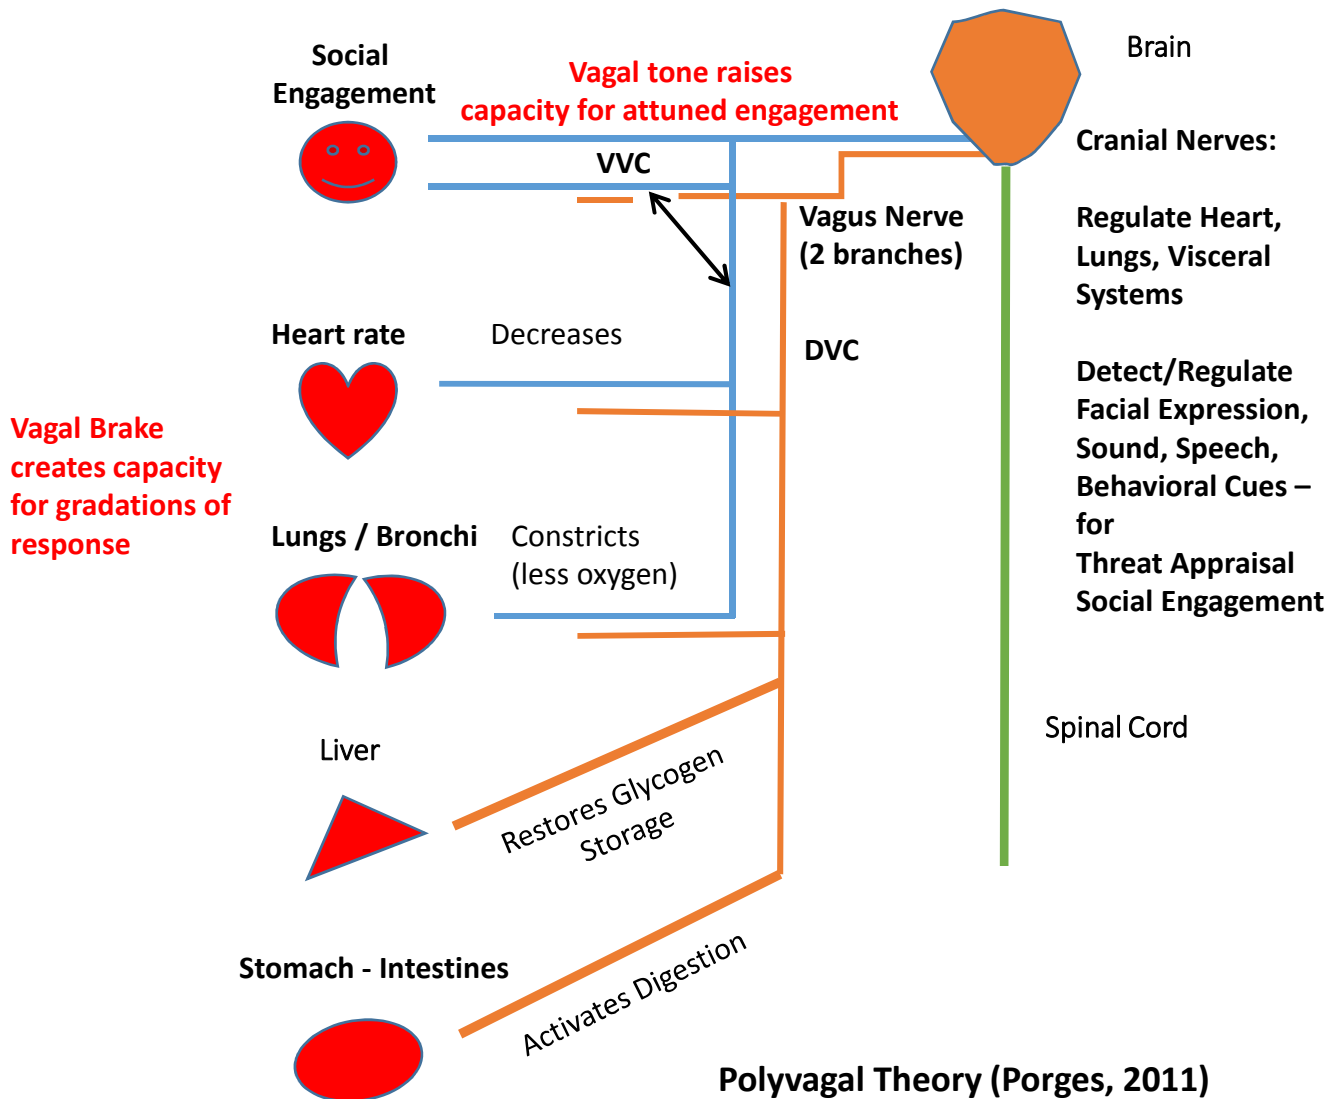 Social
Engagement
Vagal tone raises
capacity for attuned engagement
Brain
VVC
Cranial Nerves:
Vagus Nerve
(2 branches)
Regulate Heart,
Lungs, Visceral
Systems
Heart rate
Decreases
DVC
Detect/Regulate
Facial Expression,
Sound, Speech,
Behavioral Cues –
for
Threat Appraisal
Social Engagement
Vagal Brake
creates capacity
for gradations of
response
Lungs / Bronchi
Constricts
(less oxygen)
Liver
Restores Glycogen
Storage
Spinal Cord
Stomach - Intestines
Activates Digestion
Polyvagal Theory (Porges, 2011)